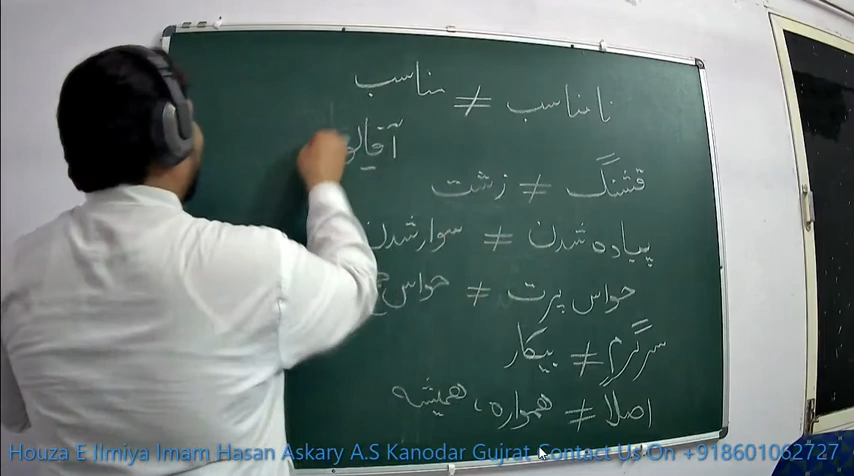 نامناسب ≠ مناسب
قشنگ ≠ زشت
پیاده شدن ≠ سوار شدن
حواس پرت ≠ حواس
سرگرم ≠ بیکار
اصلا ≠ همواره، همیشه
Houza E Ilmiya Imam Hasan Askary A.S Kanodar Gujrat Contact Us On +918601062727